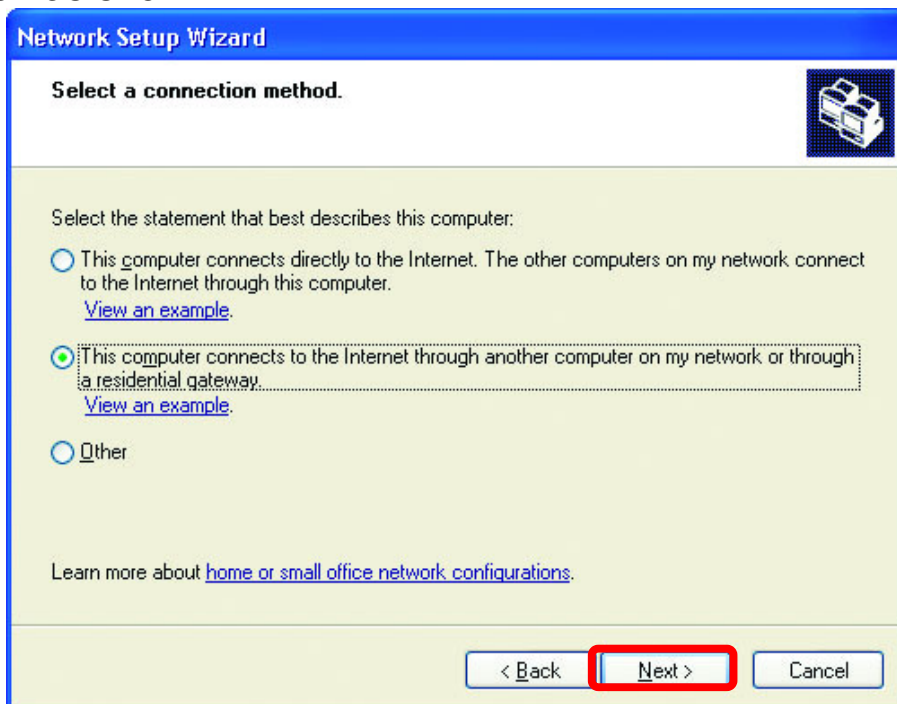 Network Setup Wizard
Select a connection method.
Select the statement that best describes this computer:
This computer connects directly to the Internet. The other computers on my network connect
to the Internet through this computer.
View an example.
This computer connects to the Internet through another computer on my network or through
a residential gateway.
View an example.
Other
Learn more about home or small office network configurations.
< Back
Next >
Cancel